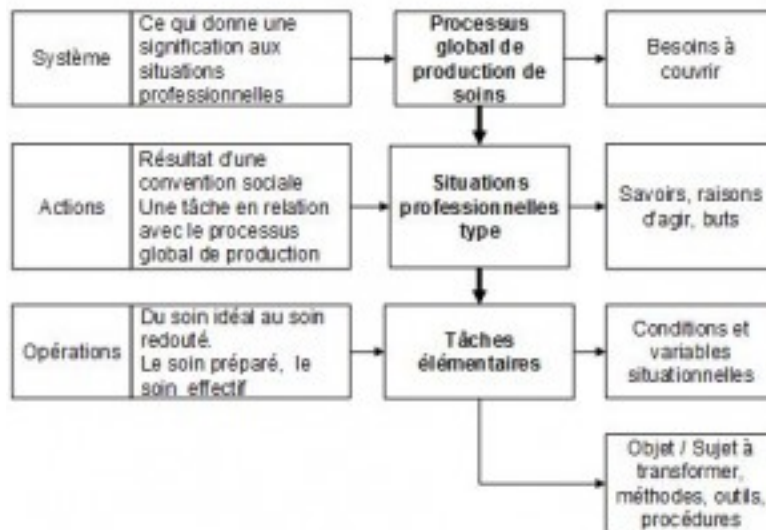 Système
Ce qui donne une
signification aux
situations
professionnelles
Processus
global de
production de
soins
Besoins à
couvrir
Actions
Résultat d'une
convention sociale
Une tâche en relation
avec le processus
global de production
Situations
professionnelles
type
Savoirs, raisons
d'agir, buts
Opérations
Du soin idéal au soin
redouté.
Le soin préparé, le
soin effectif
Tâches
élémentaires
Conditions et
variables
situationnelles
Objet / Sujet à
transformer,
méthodes, outils,
procédures